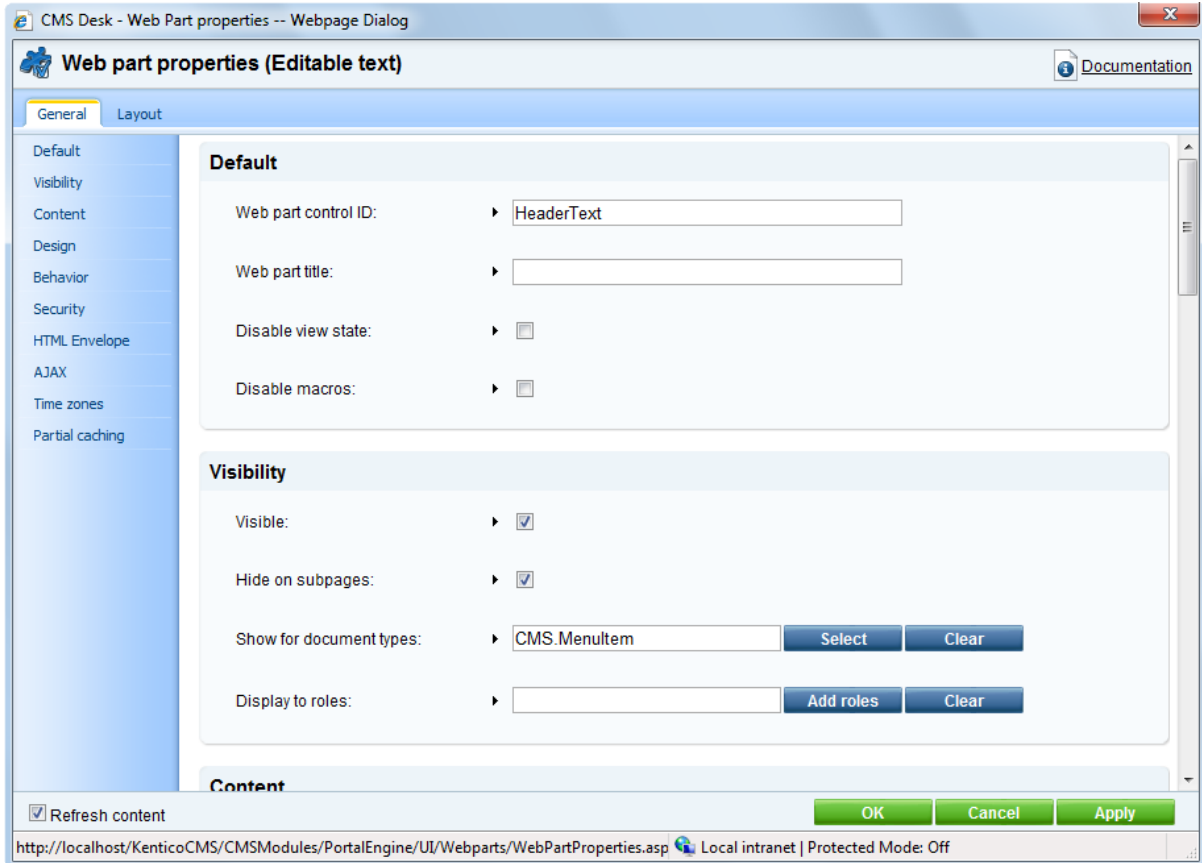 CMS Desk - Web Part properties -- Webpage Dialog
Web part properties (Editable text)
Documentation
General Layout
Default
Visibility
Content
Design
Behavior
Security
HTML Envelope
AJAX
Time zones
Partial caching
Default
Web part control ID: HeaderText
Web part title:
Disable view state:
Disable macros:
Visibility
Visible:
Hide on subpages:
Show for document types: CMS.MenuItem Select Clear
Display to roles: Add roles Clear
Content
Refresh content OK Cancel Apply
http://localhost/KenticoCMS/CMSModules/PortalEngine/UI/Webparts/WebPartProperties.asp Local intranet | Protected Mode: Off